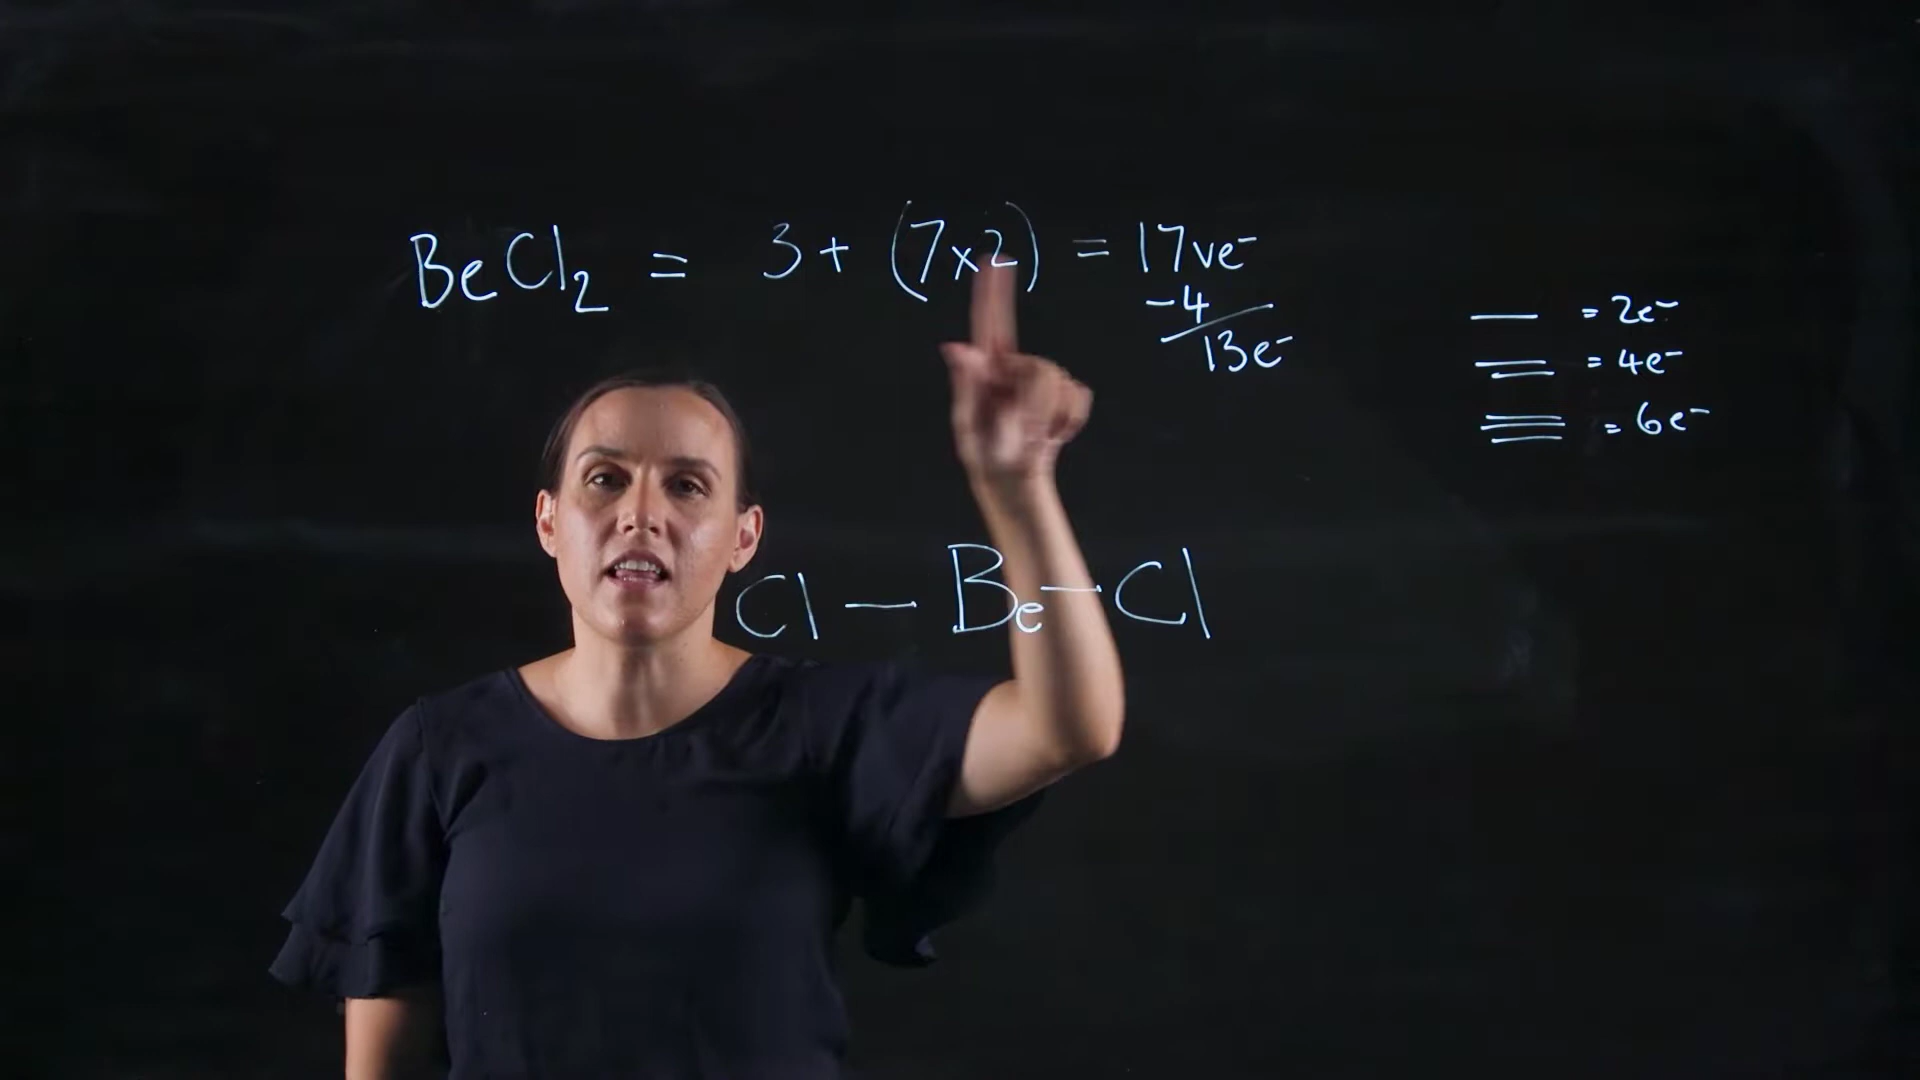 BeCl₂ = 3 + (7x2) = 17ve⁻
-4
13e⁻
— = 2e⁻
= = 4e⁻
≡ = 6e⁻
Cl — Be — Cl